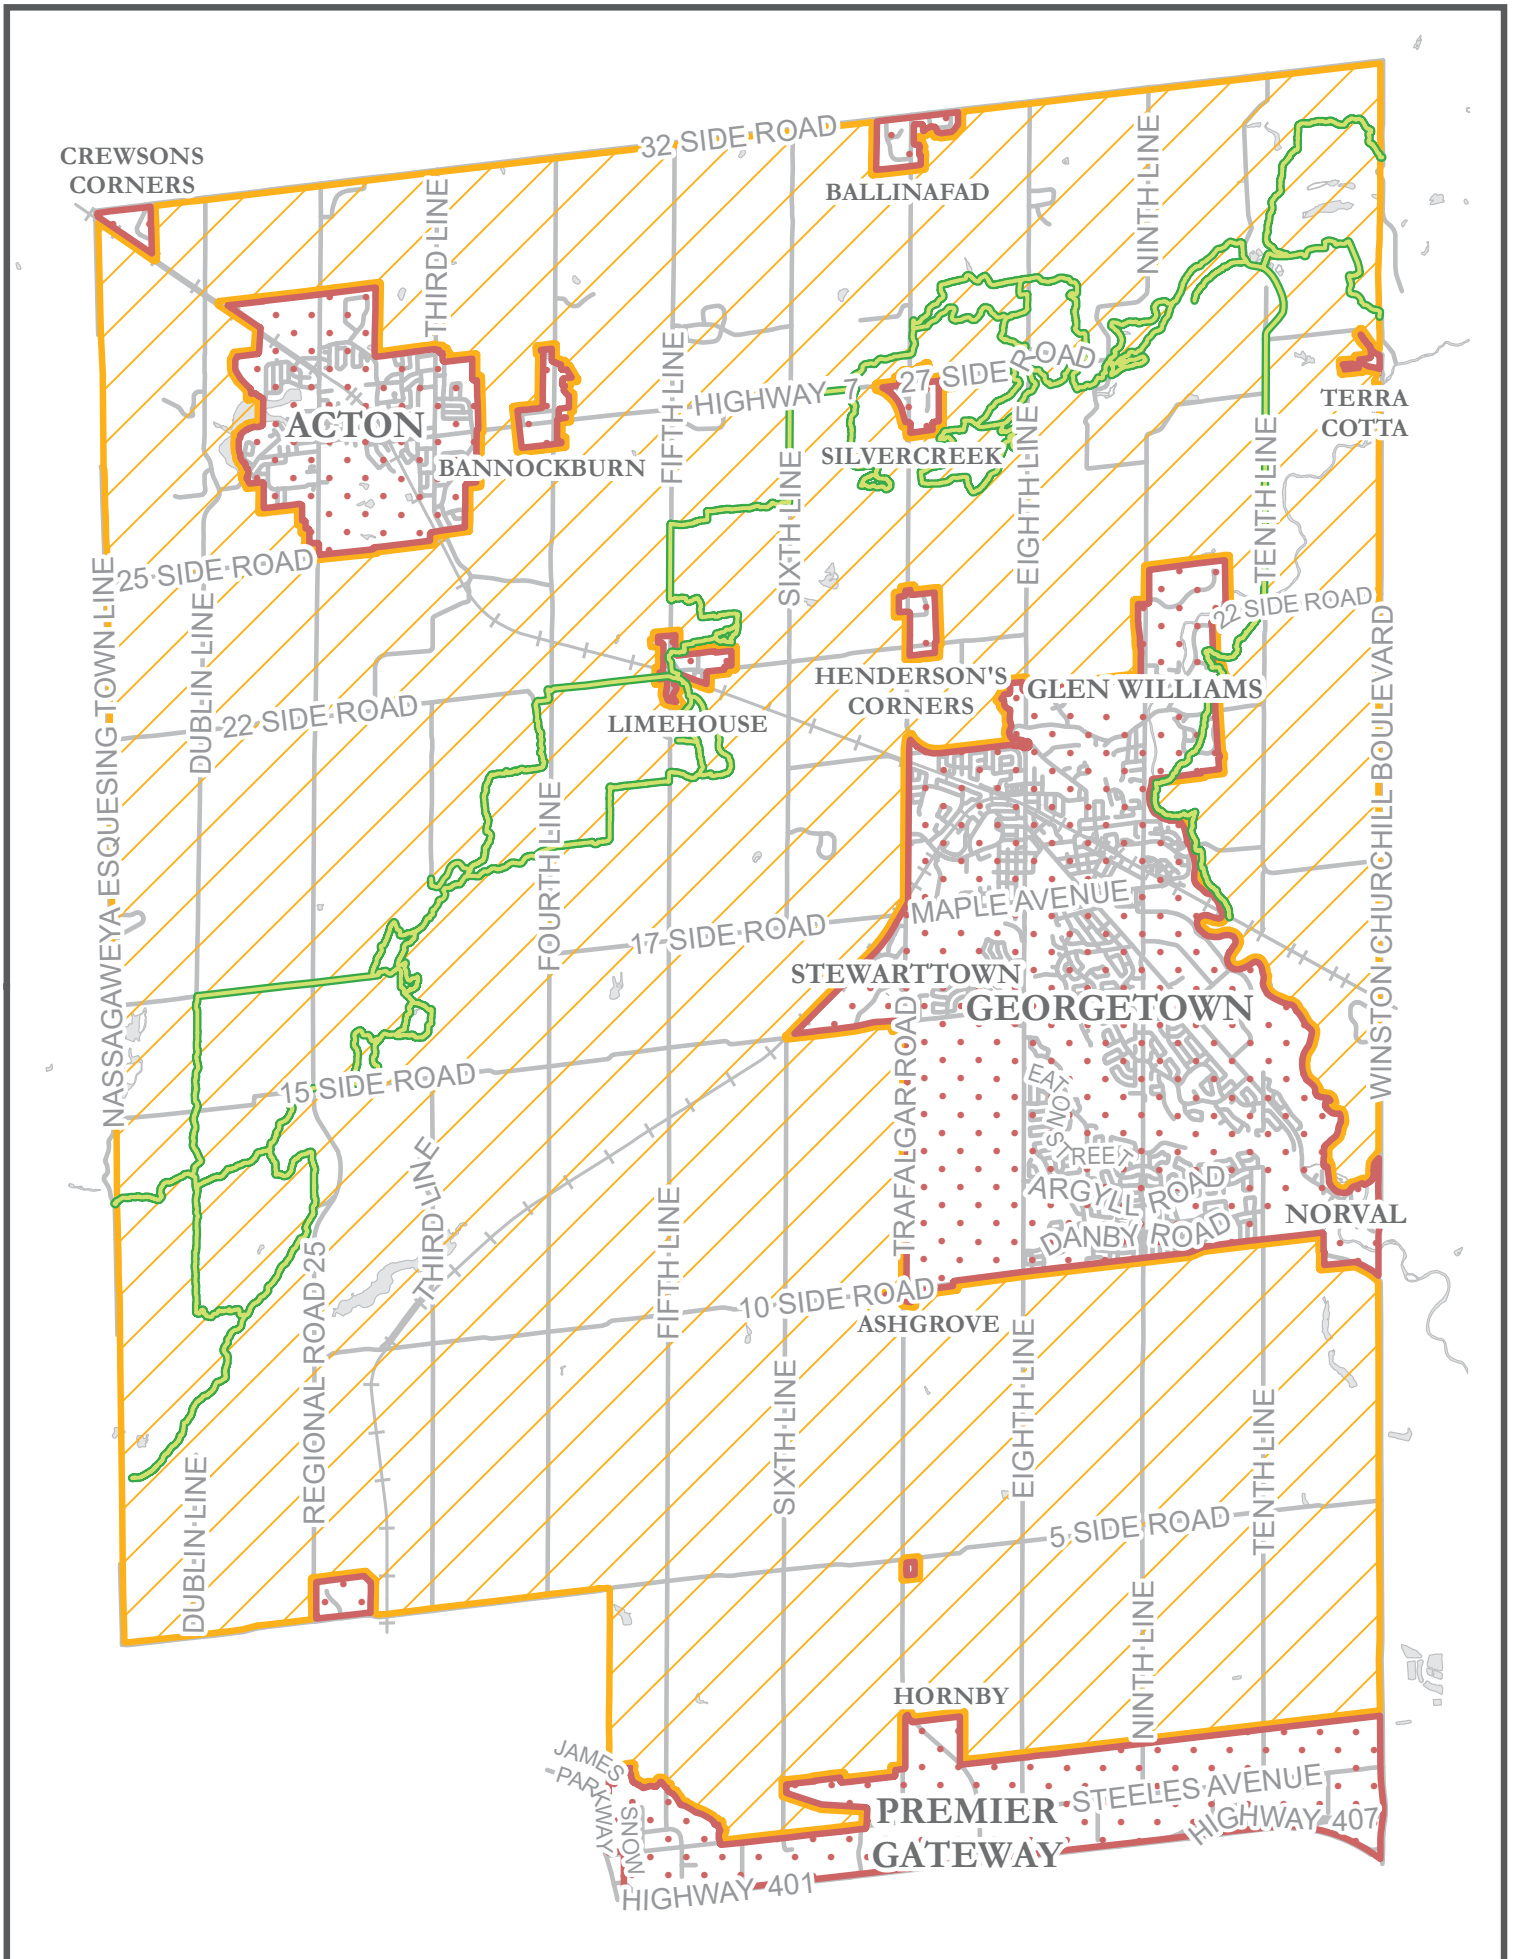 32 SIDE ROAD
CREWSONS
CORNERS
BALLINAFAD
NINTH LINE
THIRD LINE
FIFTH LINE
HIGHWAY 7
27 SIDE ROAD
TERRA
COTTA
ACTON
BANNOCKBURN
SILVERCREEK
SIXTH LINE
EIGHTH LINE
TENTH LINE
25 SIDE ROAD
22 SIDE ROAD
NASSAGAWEYA ESQUESING TOWN LINE
DUBLIN LINE
HENDERSON'S
CORNERS
GLEN WILLIAMS
WINSTON CHURCHILL BOULEVARD
22 SIDE ROAD
LIMEHOUSE
FOURTH LINE
MAPLE AVENUE
17 SIDE ROAD
STEWARTTOWN
GEORGETOWN
TRAFALGAR ROAD
15 SIDE ROAD
EATON STREET
ARGYLL ROAD
DANBY ROAD
NORVAL
THIRD LINE
FIFTH LINE
REGIONAL ROAD 25
10 SIDE ROAD
ASHGROVE
SIXTH LINE
EIGHTH LINE
TENTH LINE
DUBLIN LINE
5 SIDE ROAD
NINTH LINE
HORNBY
JAMES
SNOW
PARKWAY
STEELES AVENUE
PREMIER
GATEWAY
HIGHWAY 407
HIGHWAY 401